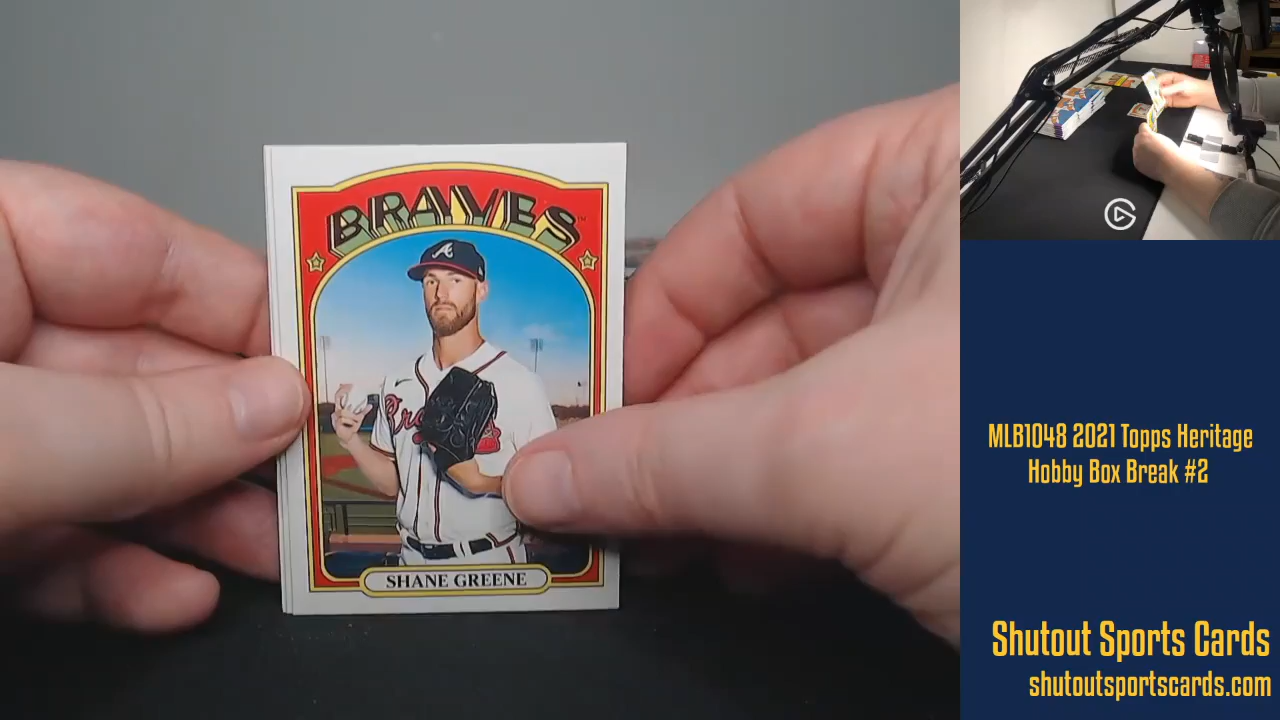 BRAVES
SHANE GREENE
MLB1048 2021 Topps Heritage
Hobby Box Break #2
Shutout Sports Cards
shutoutsportscards.com